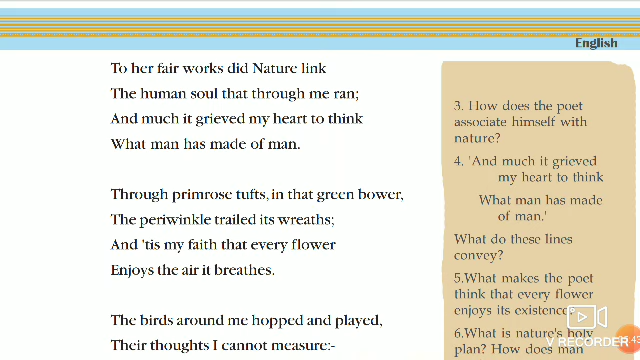 English
To her fair works did Nature link
The human soul that through me ran;
And much it grieved my heart to think
What man has made of man.
Through primrose tufts, in that green bower,
The periwinkle trailed its wreaths;
And 'tis my faith that every flower
Enjoys the air it breathes.
The birds around me hopped and played,
Their thoughts I cannot measure:-
3. How does the poet
associate himself with
nature?
4. 'And much it grieved
my heart to think
What man has made
of man.'
What do these lines
convey?
5.What makes the poet
think that every flower
enjoys its existence?
6.What is nature's holy
plan? How does man
V RECORDER